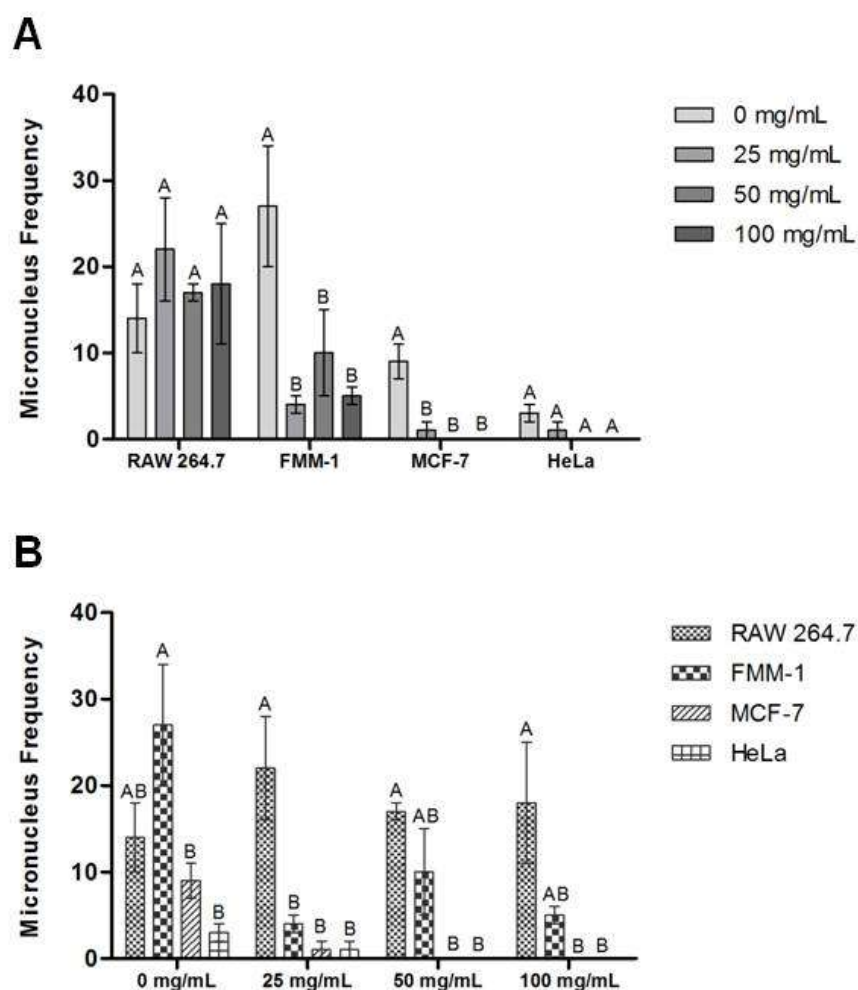 A
Micronucleus Frequency
40
30
20
10
0
A A A A
A B B B
A B B B
A A A A
RAW 264.7 FMM-1 MCF-7 HeLa
0 mg/mL
25 mg/mL
50 mg/mL
100 mg/mL
B
Micronucleus Frequency
40
30
20
10
0
AB A B B
A B B B
A AB B B
A AB B B
0 mg/mL 25 mg/mL 50 mg/mL 100 mg/mL
RAW 264.7
FMM-1
MCF-7
HeLa